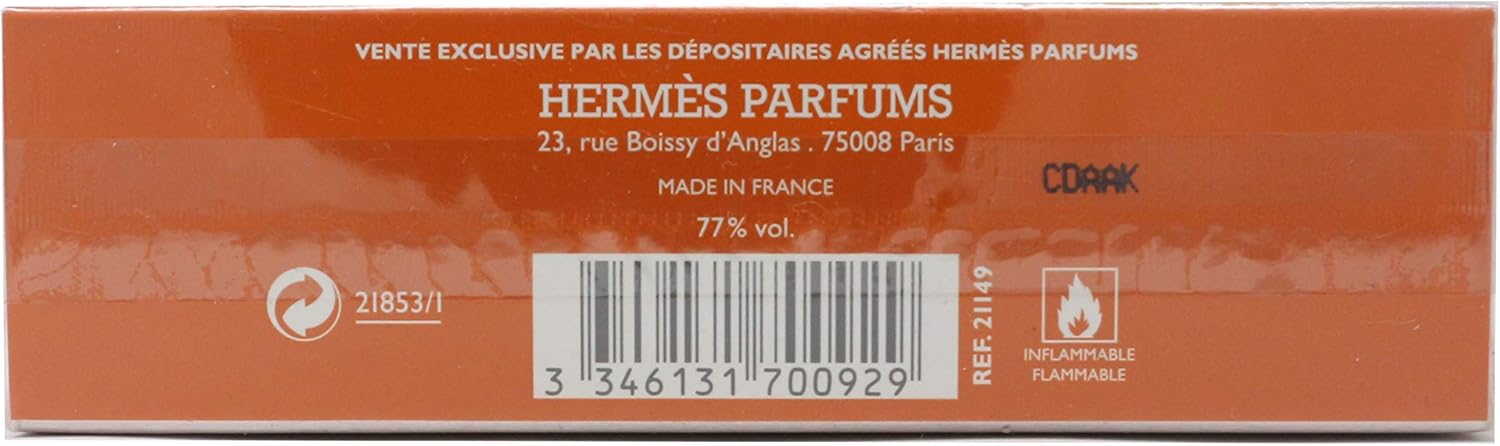 VENTE EXCLUSIVE PAR LES DÉPOSITAIRES AGRÉÉS HERMÈS PARFUMS
HERMÈS PARFUMS
23, rue Boissy d'Anglas . 75008 Paris
MADE IN FRANCE
CDAAK
77% vol.
21853/1
3 346131 700929
REF. 21149
INFLAMMABLE
FLAMMABLE